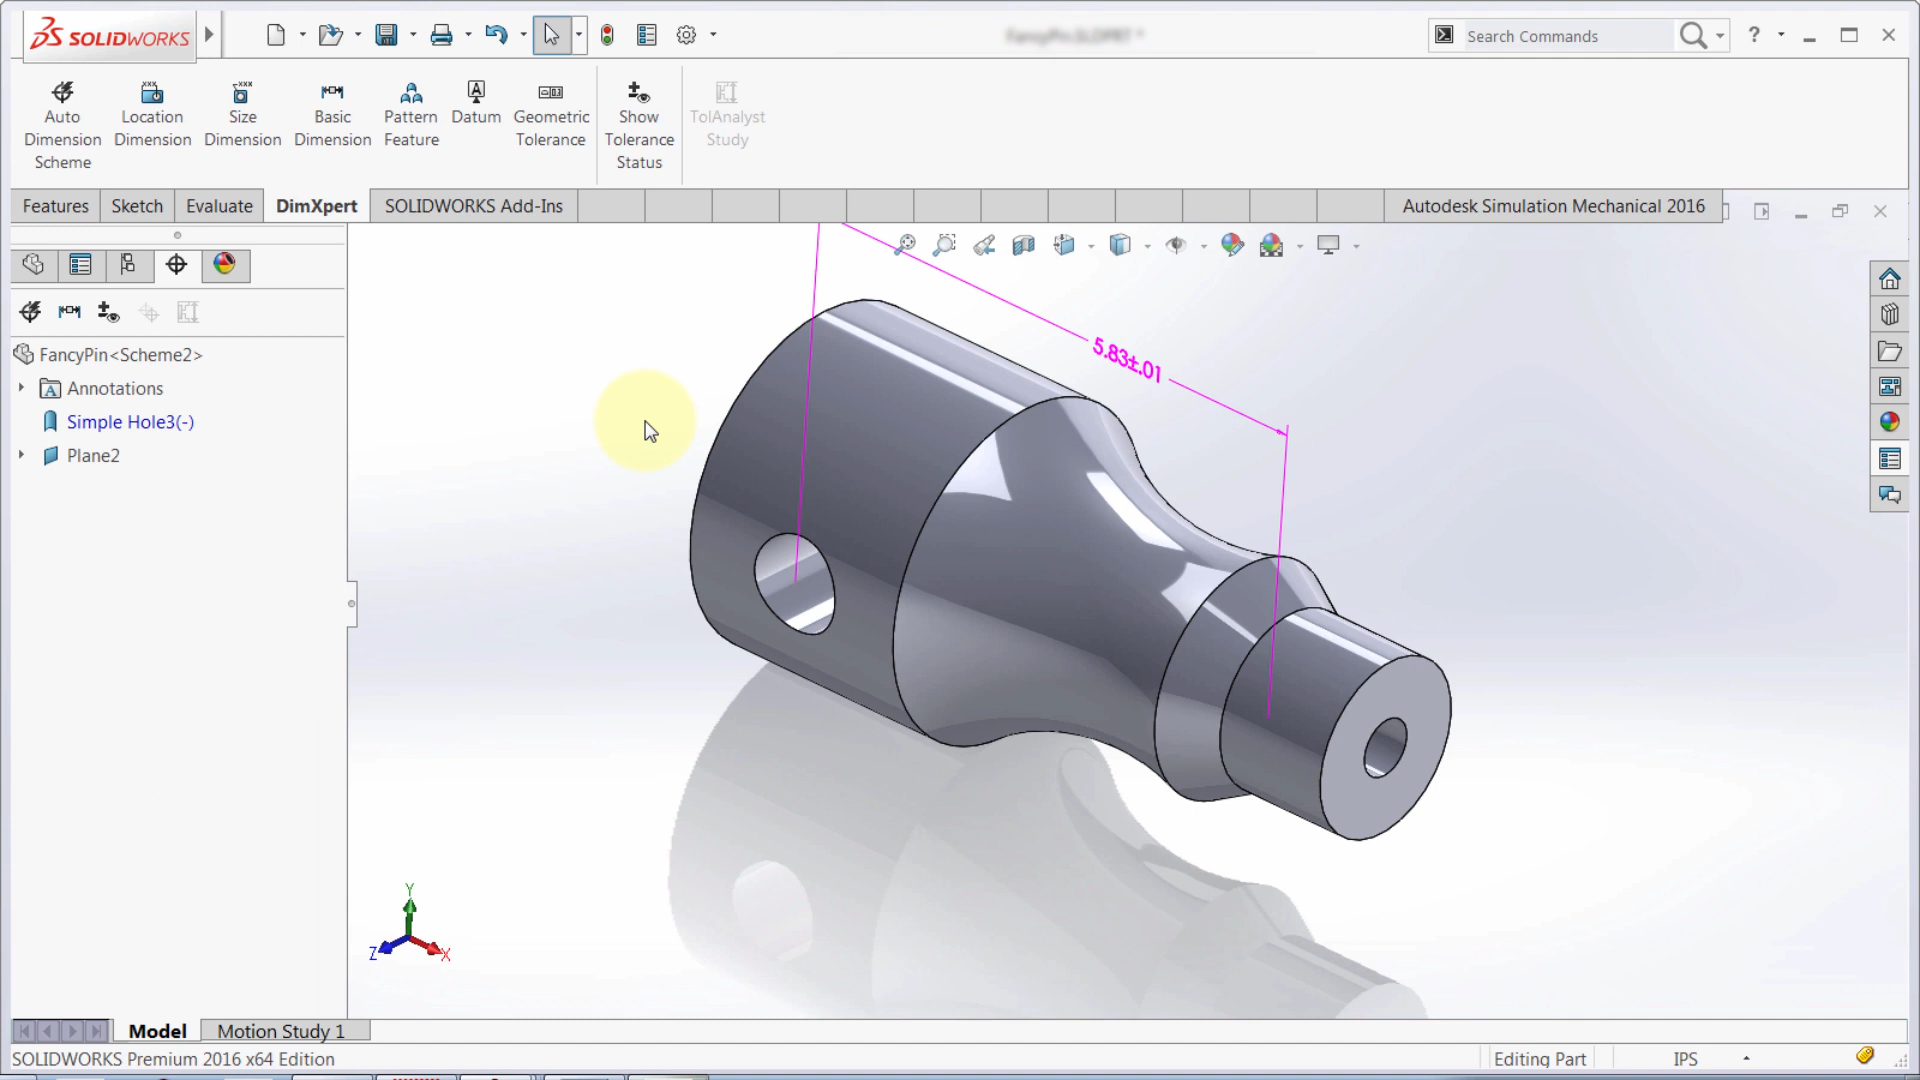 SOLIDWORKS
Search Commands
?
Auto Dimension Scheme
Location Dimension
Size Dimension
Basic Dimension
Pattern Feature
Datum
Geometric Tolerance
Show Tolerance Status
TolAnalyst Study
Features
Sketch
Evaluate
DimXpert
SOLIDWORKS Add-Ins
Autodesk Simulation Mechanical 2016
FancyPin<Scheme2>
Annotations
Simple Hole3(-)
Plane2
5.83±.01
Y
Z
X
Model
Motion Study 1
SOLIDWORKS Premium 2016 x64 Edition
Editing Part
IPS